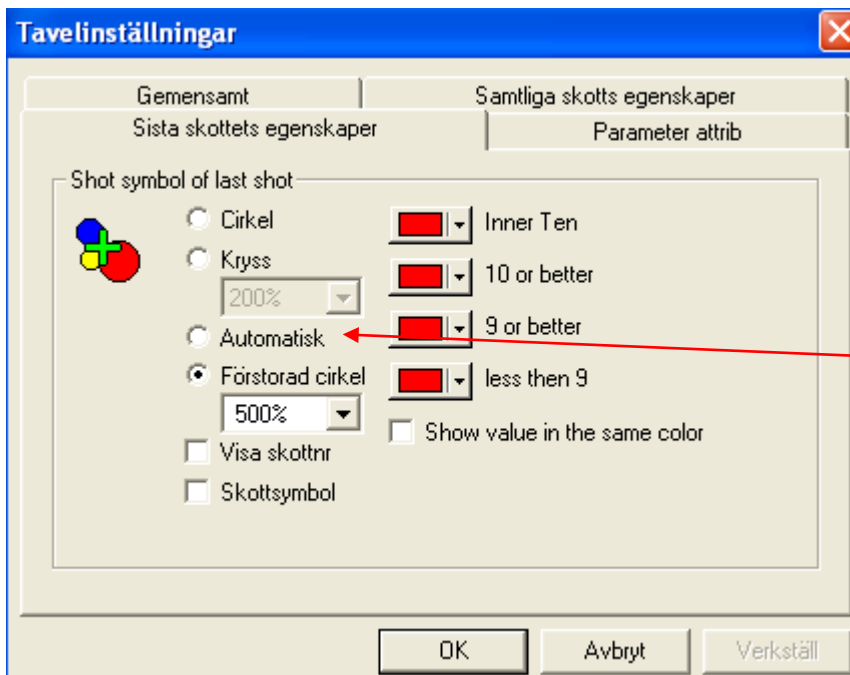 Tavelinställningar
Gemensamt
Samtliga skotts egenskaper
Sista skottets egenskaper
Parameter attrib
Shot symbol of last shot
Cirkel
Kryss
200%
Automatisk
Förstorad cirkel
500%
Visa skottnr
Skottsymbol
Inner Ten
10 or better
9 or better
less then 9
Show value in the same color
OK
Avbryt
Verkställ